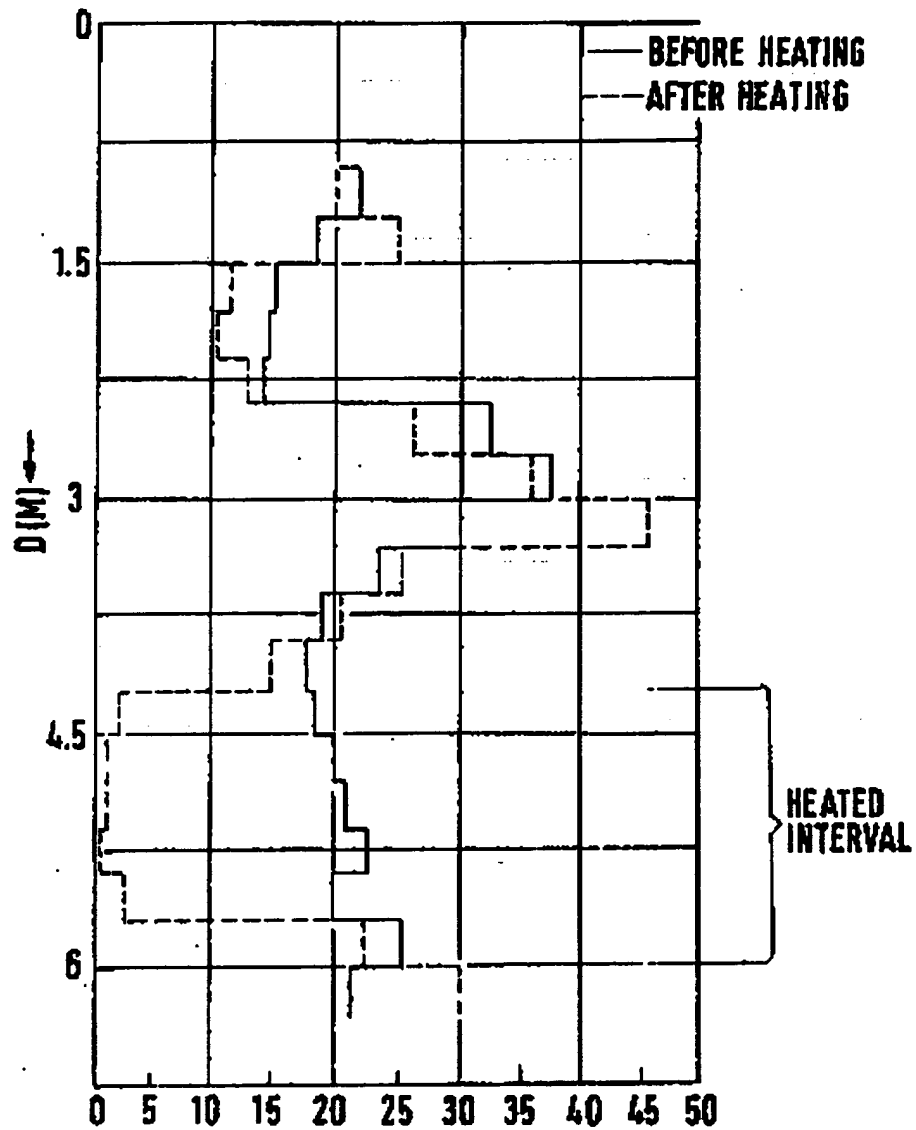 0
BEFORE HEATING
AFTER HEATING
1.5
D(M)
3
4.5
HEATED
INTERVAL
6
0 5 10 15 20 25 30 35 40 45 50